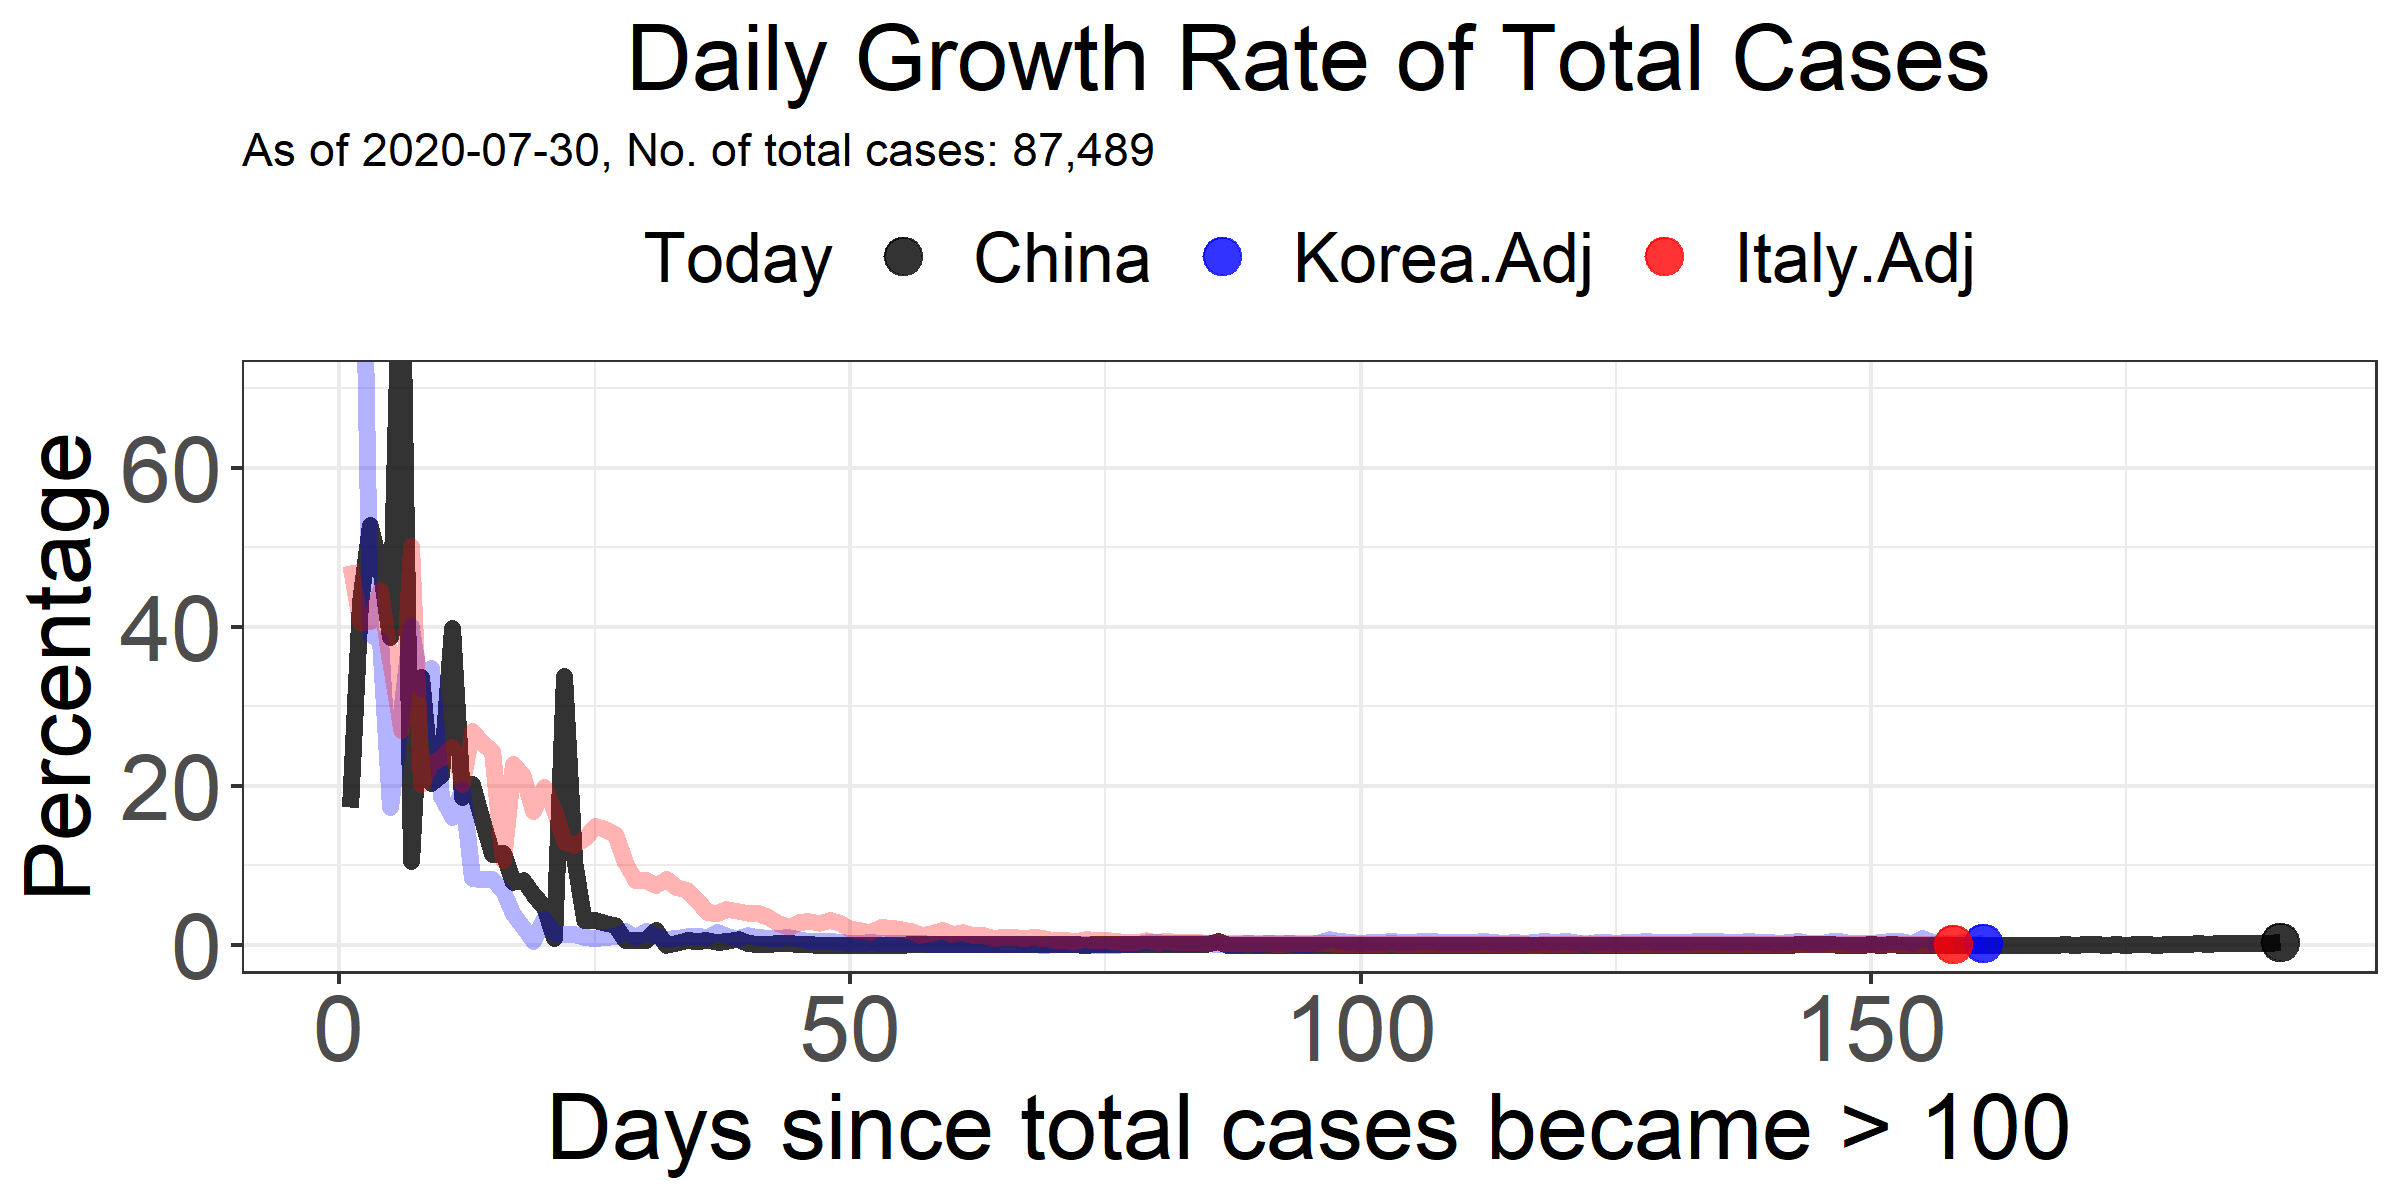 Daily Growth Rate of Total Cases
As of 2020-07-30, No. of total cases: 87,489
Today China Korea.Adj Italy.Adj
Percentage
60
40
20
0
0 50 100 150
Days since total cases became > 100